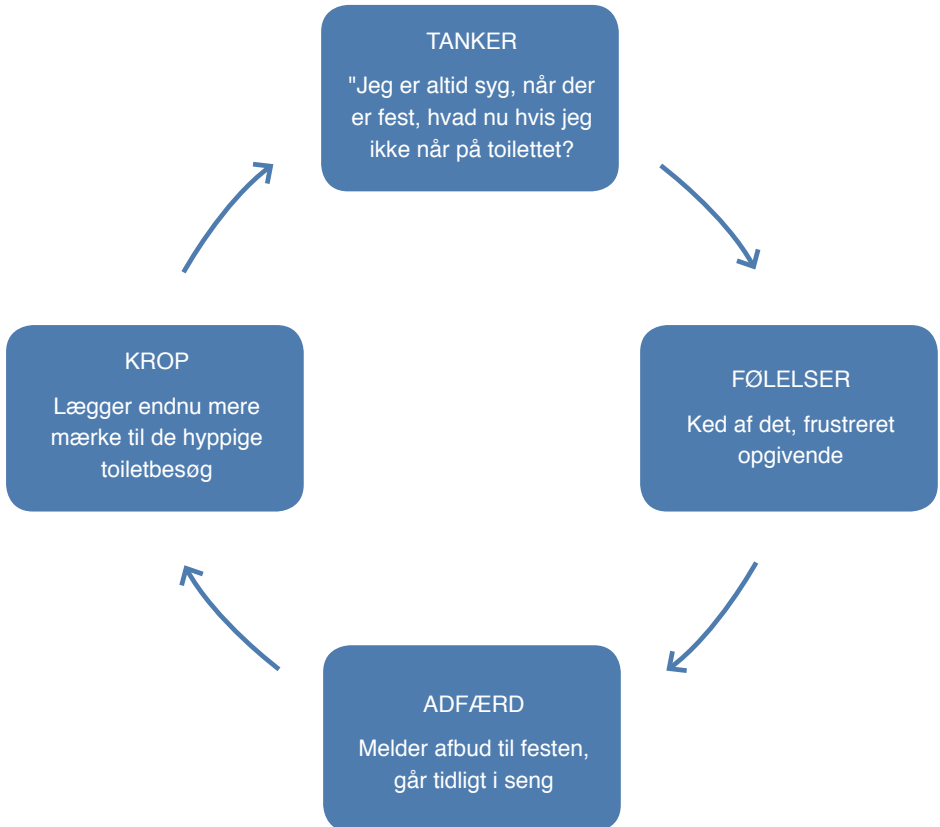 TANKER
"Jeg er altid syg, når der
er fest, hvad nu hvis jeg
ikke når på toilettet?
FØLELSER
Ked af det, frustreret
opgivende
ADFÆRD
Melder afbud til festen,
går tidligt i seng
KROP
Lægger endnu mere
mærke til de hyppige
toiletbesøg